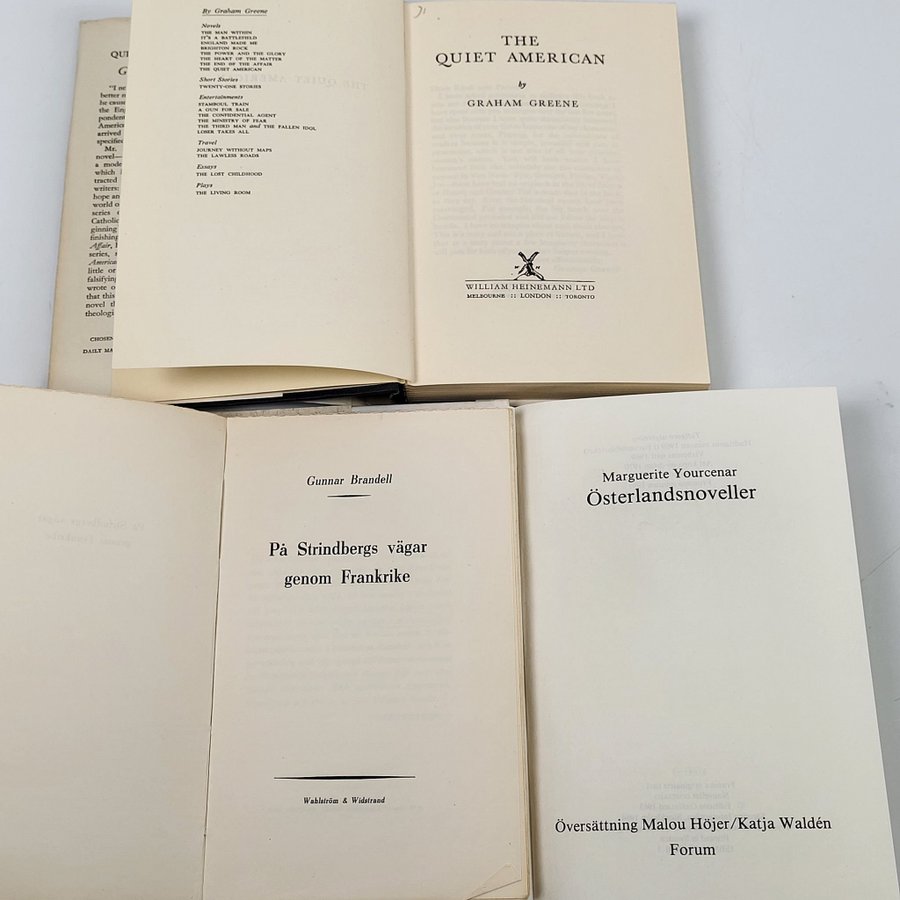 By Graham Greene
Novels
THE MAN WITHIN
IT'S A BATTLEFIELD
ENGLAND MADE ME
BRIGHTON ROCK
THE POWER AND THE GLORY
THE HEART OF THE MATTER
THE END OF THE AFFAIR
THE QUIET AMERICAN
Short Stories
TWENTY-ONE STORIES
Entertainments
STAMBOUL TRAIN
A GUN FOR SALE
THE CONFIDENTIAL AGENT
THE MINISTRY OF FEAR
THE THIRD MAN and THE FALLEN IDOL
LOSER TAKES ALL
Travel
JOURNEY WITHOUT MAPS
THE LAWLESS ROADS
Essays
THE LOST CHILDHOOD
Plays
THE LIVING ROOM
THE
QUIET AMERICAN
by
GRAHAM GREENE
WILLIAM HEINEMANN LTD
MELBOURNE :: LONDON :: TORONTO
Gunnar Brandell
På Strindbergs vägar
genom Frankrike
Wahlström & Widstrand
Marguerite Yourcenar
Österlandsnoveller
Översättning Malou Höjer/Katja Waldén
Forum